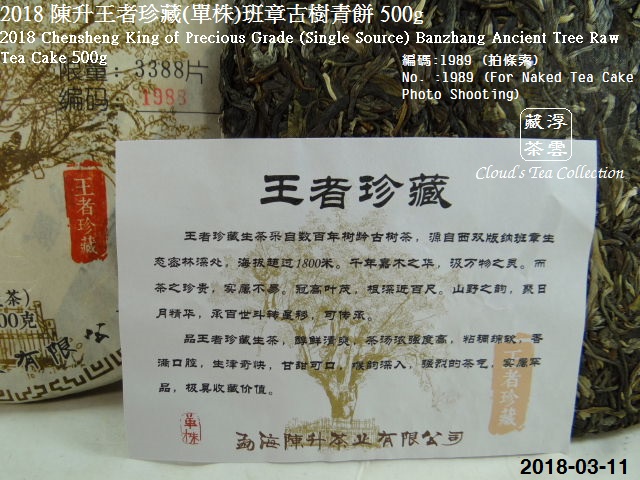 2018 陳升王者珍藏(單株)班章古樹青餅 500g
2018 Chensheng King of Precious Grade (Single Source) Banzhang Ancient Tree Raw
Tea Cake 500g
編碼:1989 (拍條索)
No. :1989 (For Naked Tea Cake
Photo Shooting)
限量: 3388片
编码:
藏浮
茶雲
Cloud's Tea Collection
王者珍藏
茶)
00克
有限公
王者珍藏
王者珍藏生茶采自数百年树龄古树茶，源自西双版纳班章生
态密林深处，海拔超过1800米。千年嘉木之华，汲万物之灵。而
茶之珍贵，实属不易。冠高叶茂，根深近百尺。山野之韵，聚日
月精华，承百世斗转星移，可传承。
品王者珍藏生茶，醇鲜清爽，茶汤浓强度高，粘稠绵软，香
满口腔，生津奇快，甘甜可口，喉韵深入，强烈的茶气，实属罕
品，极具收藏价值。
王者珍藏
單株
勐海陳升茶业有限公司
2018-03-11